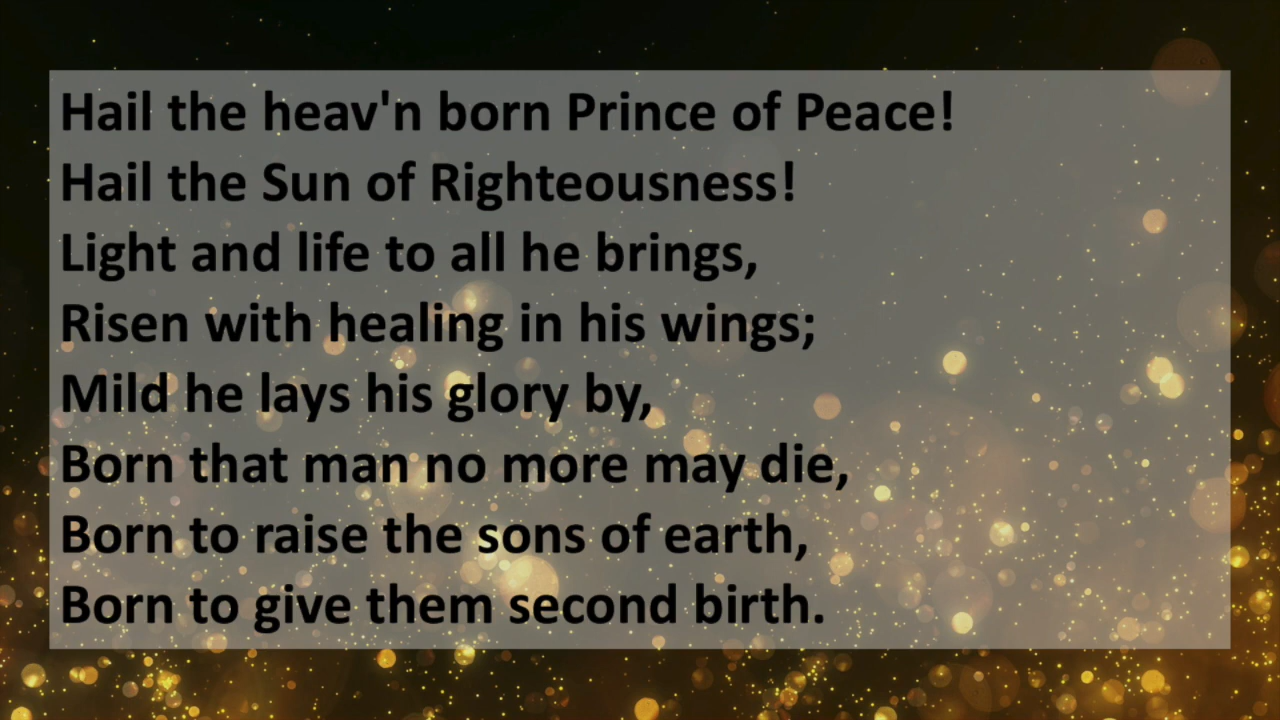 Hail the heav'n born Prince of Peace!
Hail the Sun of Righteousness!
Light and life to all he brings,
Risen with healing in his wings;
Mild he lays his glory by,
Born that man no more may die,
Born to raise the sons of earth,
Born to give them second birth.